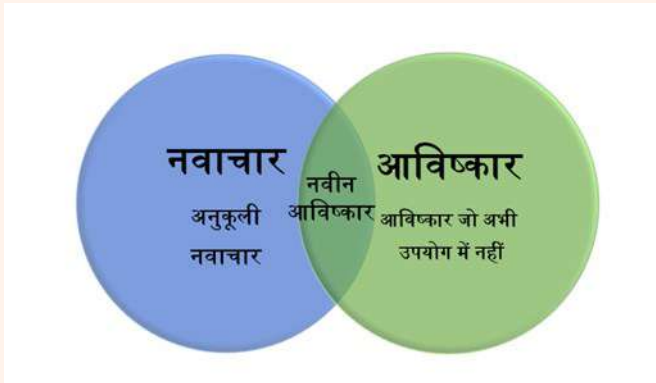 नवाचार
अनुकूली
नवाचार
नवीन
आविष्कार
आविष्कार
आविष्कार जो अभी
उपयोग में नहीं